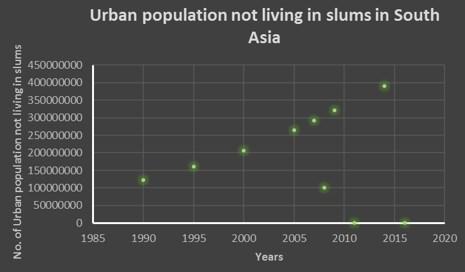 Urban population not living in slums in South
Asia
No. of Urban population not living in slums
450000000
400000000
350000000
300000000
250000000
200000000
150000000
100000000
50000000
0
1985 1990 1995 2000 2005 2010 2015 2020
Years